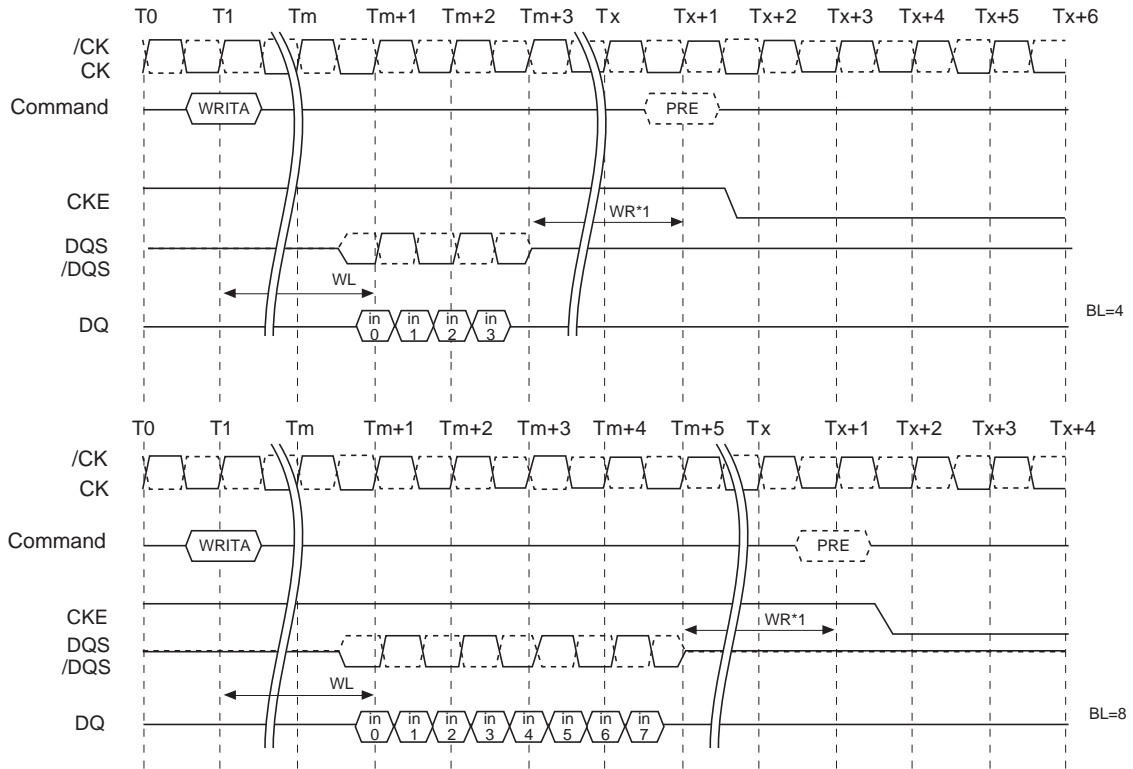 T0 T1 Tm Tm+1 Tm+2 Tm+3 Tx Tx+1 Tx+2 Tx+3 Tx+4 Tx+5 Tx+6
/CK
CK
Command WRITA PRE
CKE
WR*1
DQS
/DQS
WL
DQ in 0 in 1 in 2 in 3
BL=4
T0 T1 Tm Tm+1 Tm+2 Tm+3 Tm+4 Tm+5 Tx Tx+1 Tx+2 Tx+3 Tx+4
/CK
CK
Command WRITA PRE
CKE
WR*1
DQS
/DQS
WL
DQ in 0 in 1 in 2 in 3 in 4 in 5 in 6 in 7
BL=8